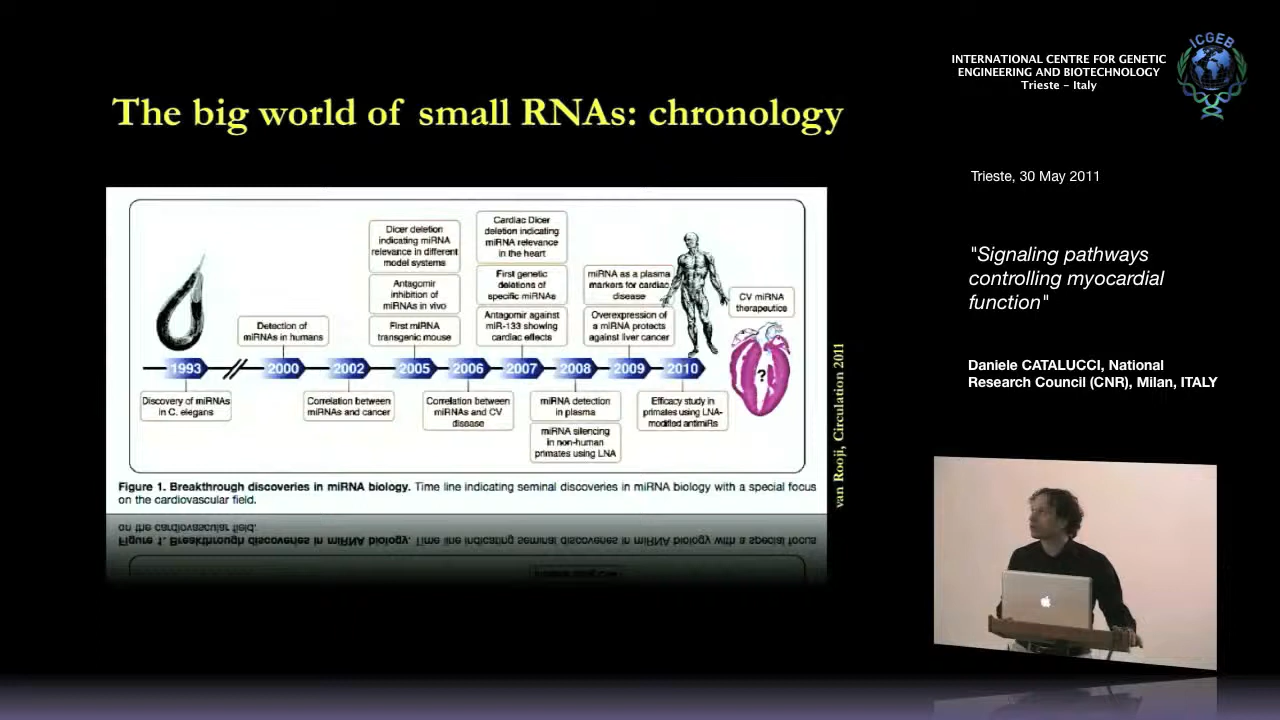 The big world of small RNAs: chronology
INTERNATIONAL CENTRE FOR GENETIC
ENGINEERING AND BIOTECHNOLOGY
Trieste - Italy
ICGEB
Trieste, 30 May 2011
"Signaling pathways
controlling myocardial
function"
Daniele CATALUCCI, National
Research Council (CNR), Milan, ITALY
Detection of
miRNAs in humans
Dicer deletion
indicating miRNA
relevance in different
model systems
Antagomir
inhibition of
miRNAs in vivo
First miRNA
transgenic mouse
Cardiac Dicer
deletion indicating
miRNA relevance
in the heart
First genetic
deletions of
specific miRNAs
Antagomir against
miR-133 showing
cardiac effects
miRNA as a plasma
markers for cardiac
disease
Overexpression of
a miRNA protects
against liver cancer
CV miRNA
therapeutics
?
1993
2000
2002
2005
2006
2007
2008
2009
2010
Discovery of miRNAs
in C. elegans
Correlation between
miRNAs and cancer
Correlation between
miRNAs and CV
disease
miRNA detection
in plasma
miRNA silencing
in non-human
primates using LNA
Efficacy study in
primates using LNA-
modified antimiRs
Figure 1. Breakthrough discoveries in miRNA biology. Time line indicating seminal discoveries in miRNA biology with a special focus
on the cardiovascular field.
van Rooji, Circulation 2011